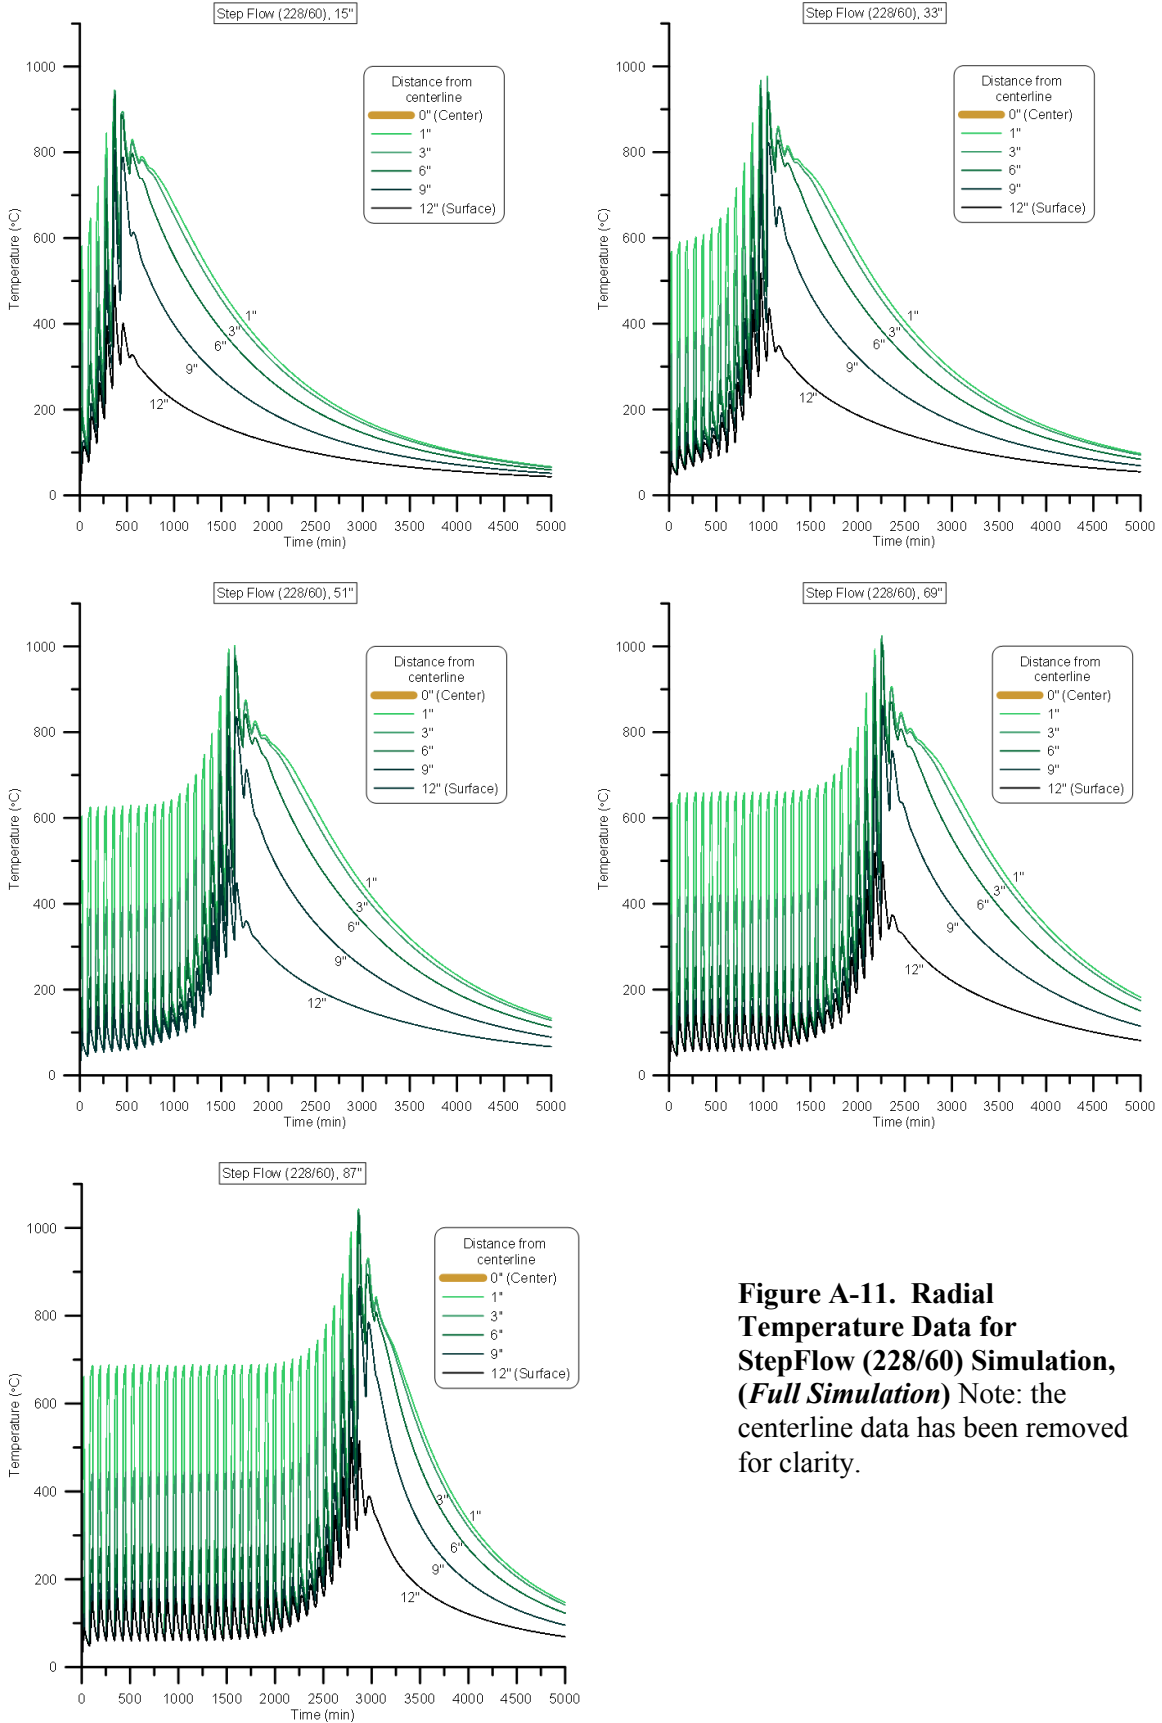 Step Flow (228/60), 15"
1000
800
600
400
200
0
Temperature (°C)
Distance from
centerline
0" (Center)
1"
3"
6"
9"
12" (Surface)
1"
3"
6"
9"
12"
0 500 1000 1500 2000 2500 3000 3500 4000 4500 5000
Time (min)
Step Flow (228/60), 33"
1000
800
600
400
200
0
Temperature (°C)
Distance from
centerline
0" (Center)
1"
3"
6"
9"
12" (Surface)
1"
3"
6"
9"
12"
0 500 1000 1500 2000 2500 3000 3500 4000 4500 5000
Time (min)
Step Flow (228/60), 51"
1000
800
600
400
200
0
Temperature (°C)
Distance from
centerline
0" (Center)
1"
3"
6"
9"
12" (Surface)
1"
3"
6"
9"
12"
0 500 1000 1500 2000 2500 3000 3500 4000 4500 5000
Time (min)
Step Flow (228/60), 69"
1000
800
600
400
200
0
Temperature (°C)
Distance from
centerline
0" (Center)
1"
3"
6"
9"
12" (Surface)
1"
3"
6"
9"
12"
0 500 1000 1500 2000 2500 3000 3500 4000 4500 5000
Time (min)
Step Flow (228/60), 87"
1000
800
600
400
200
0
Temperature (°C)
Distance from
centerline
0" (Center)
1"
3"
6"
9"
12" (Surface)
1"
3"
6"
9"
12"
0 500 1000 1500 2000 2500 3000 3500 4000 4500 5000
Time (min)
Figure A-11. Radial
Temperature Data for
StepFlow (228/60) Simulation,
(Full Simulation) Note: the
centerline data has been removed
for clarity.